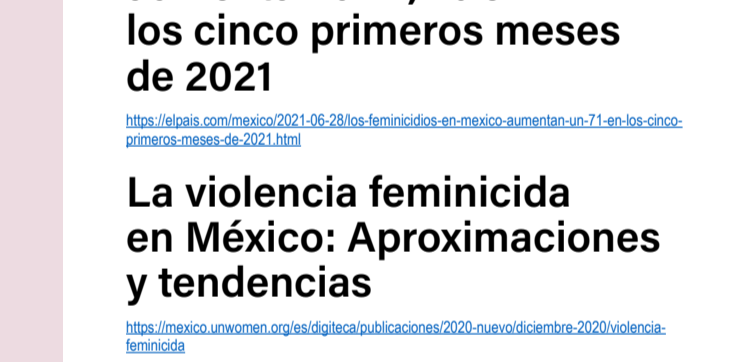 los cinco primeros meses
de 2021
https://elpais.com/mexico/2021-06-28/los-feminicidios-en-mexico-aumentan-un-71-en-los-cinco-
primeros-meses-de-2021.html
La violencia feminicida
en México: Aproximaciones
y tendencias
https://mexico.unwomen.org/es/digiteca/publicaciones/2020-nuevo/diciembre-2020/violencia-
feminicida